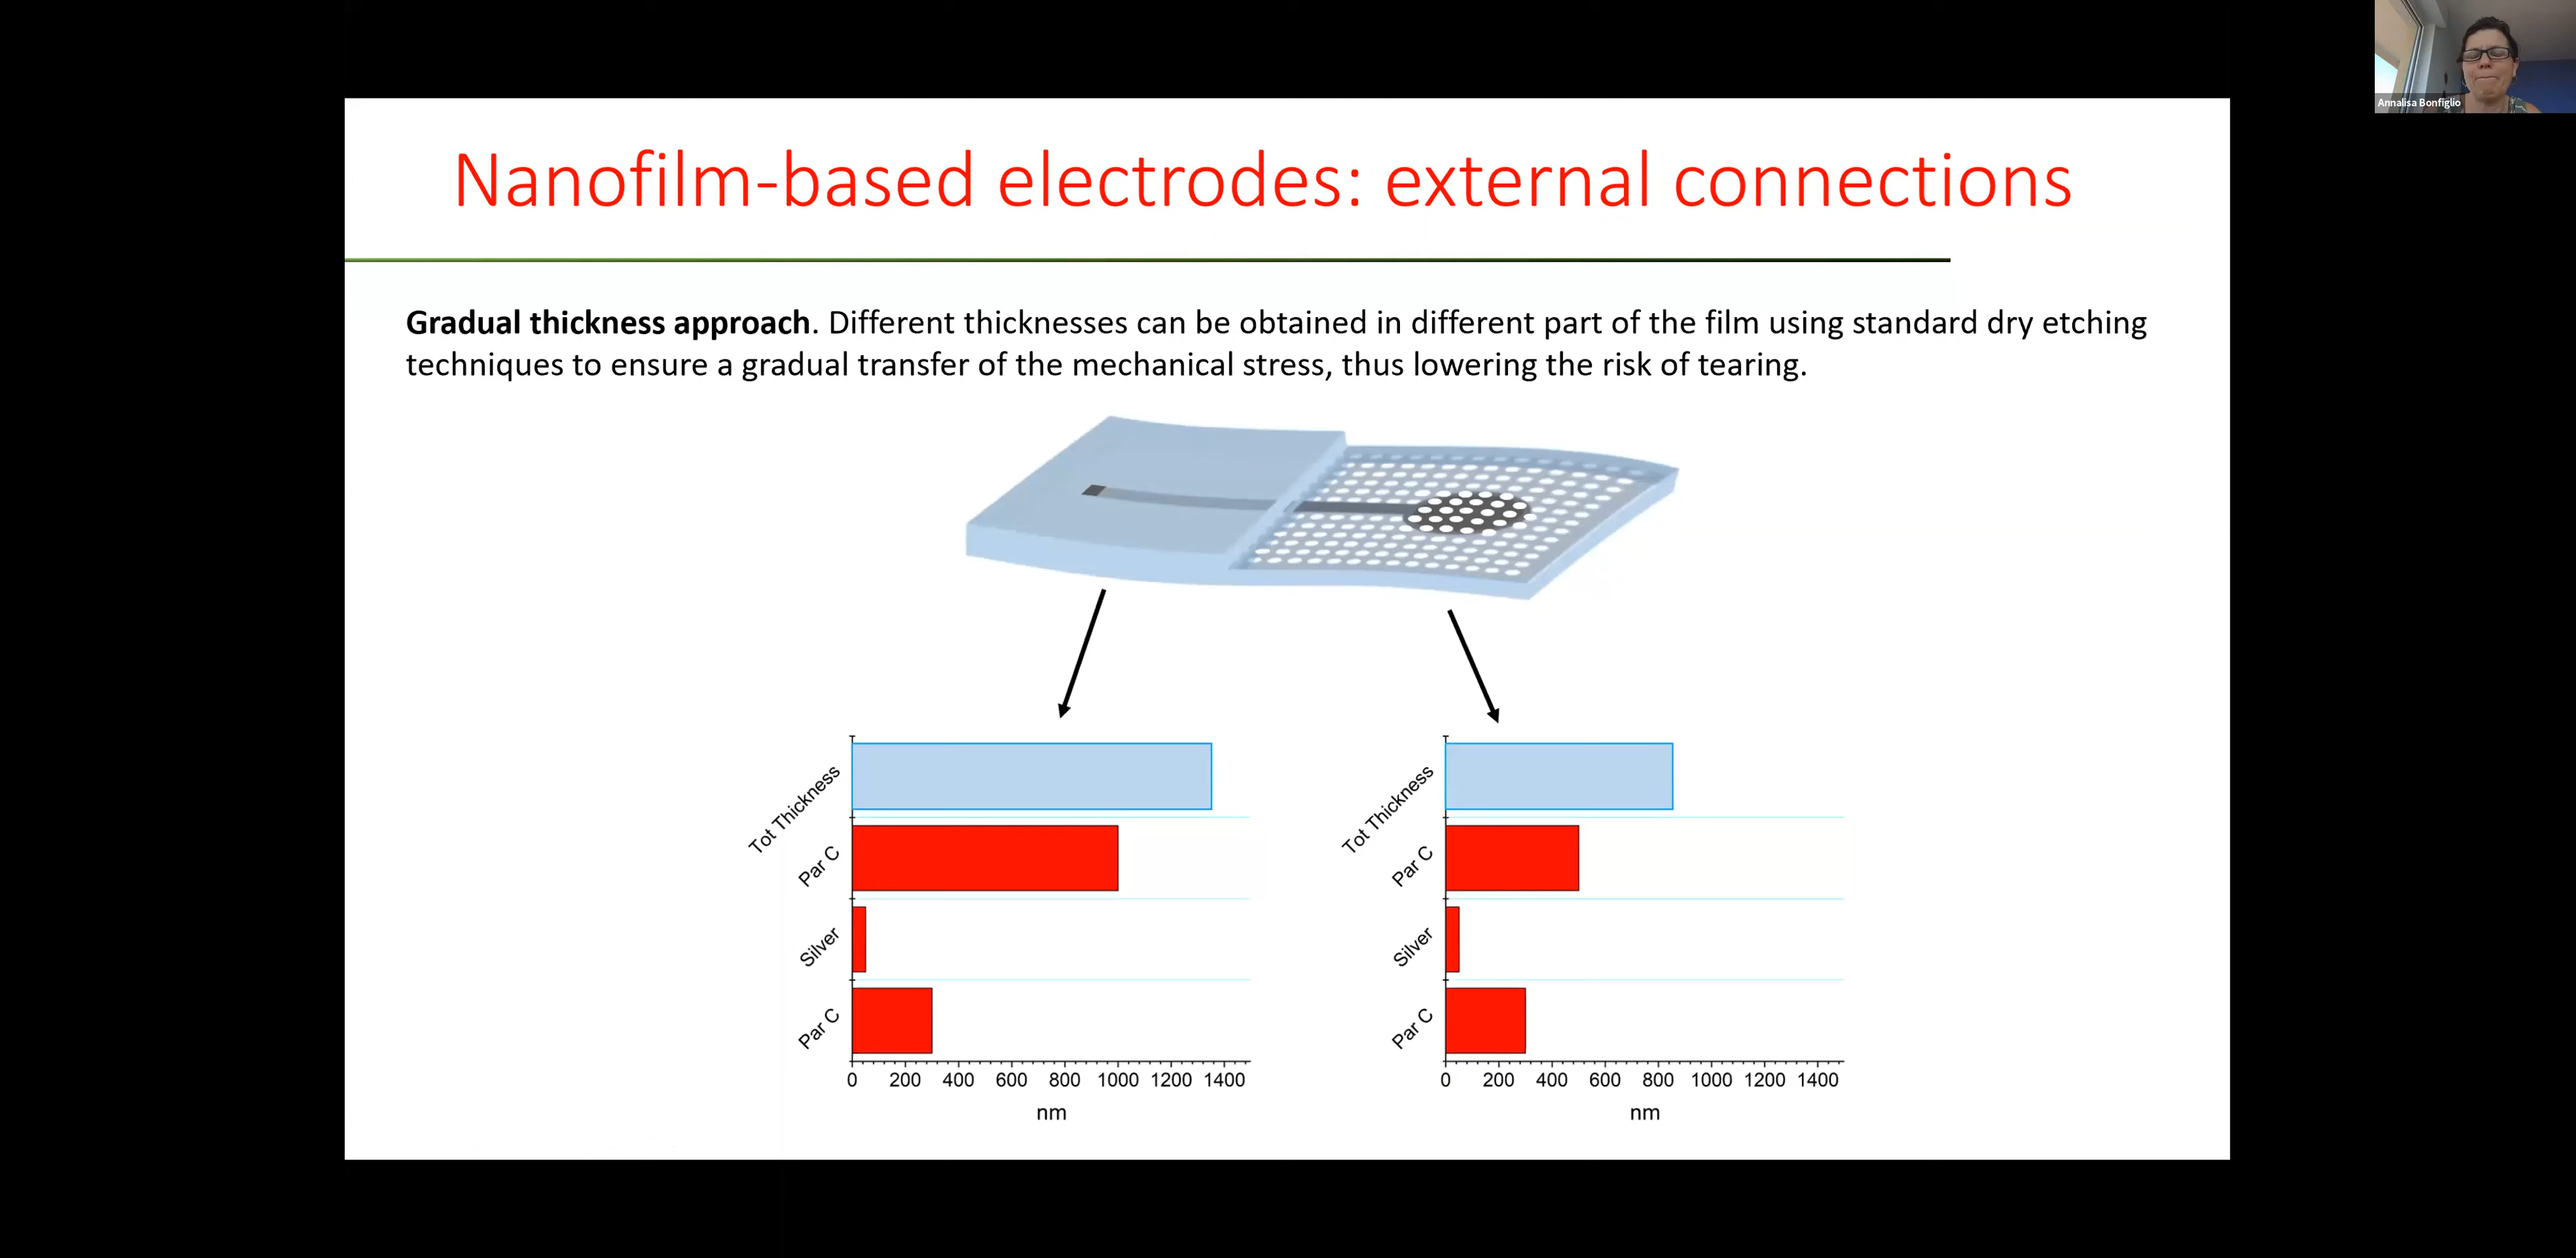 Annalisa Bonfiglio
Nanofilm-based electrodes: external connections
Gradual thickness approach. Different thicknesses can be obtained in different part of the film using standard dry etching
techniques to ensure a gradual transfer of the mechanical stress, thus lowering the risk of tearing.
Tot Thickness
Par C
Silver
Par C
0 200 400 600 800 1000 1200 1400
nm
Tot Thickness
Par C
Silver
Par C
0 200 400 600 800 1000 1200 1400
nm